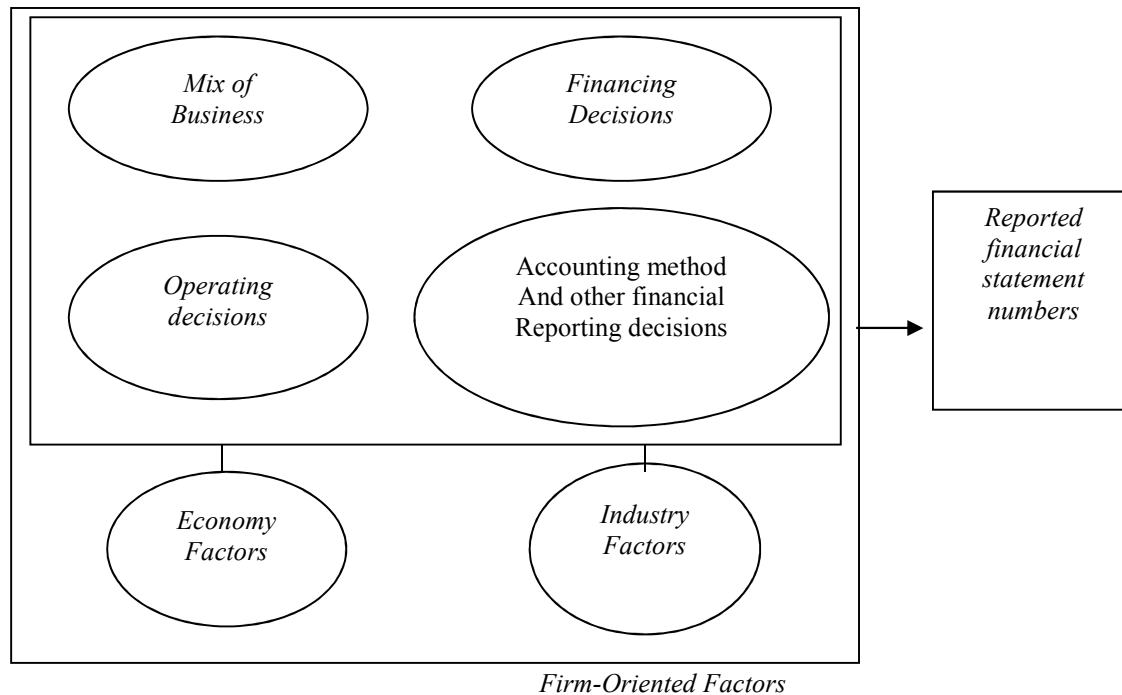 Mix of
Business
Financing
Decisions
Operating
decisions
Accounting method
And other financial
Reporting decisions
Reported
financial
statement
numbers
Economy
Factors
Industry
Factors
Firm-Oriented Factors